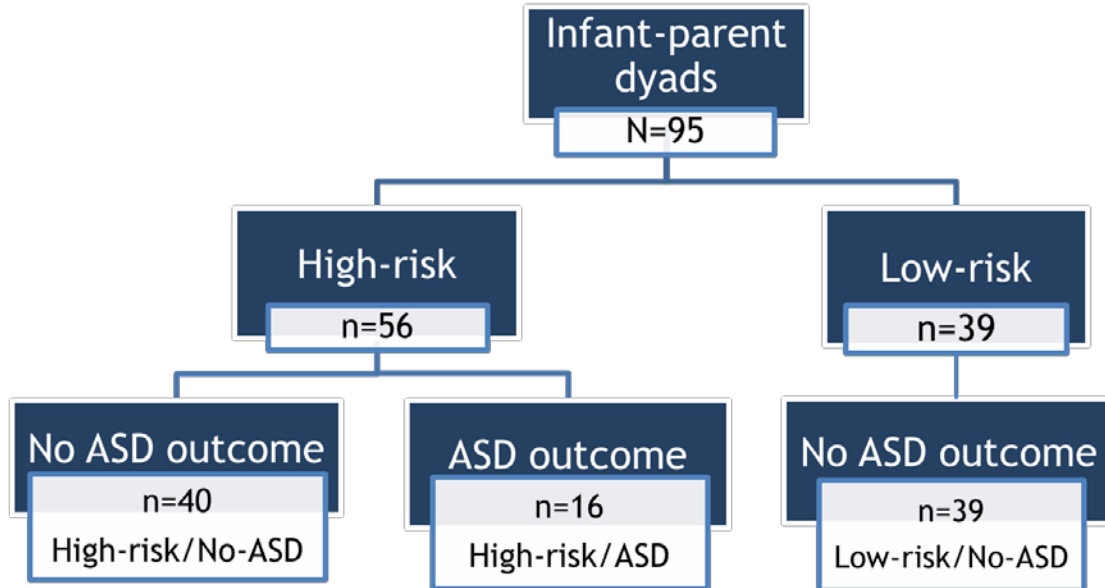 Infant-parent
dyads
N=95
High-risk
n=56
Low-risk
n=39
No ASD outcome
n=40
High-risk/No-ASD
ASD outcome
n=16
High-risk/ASD
No ASD outcome
n=39
Low-risk/No-ASD